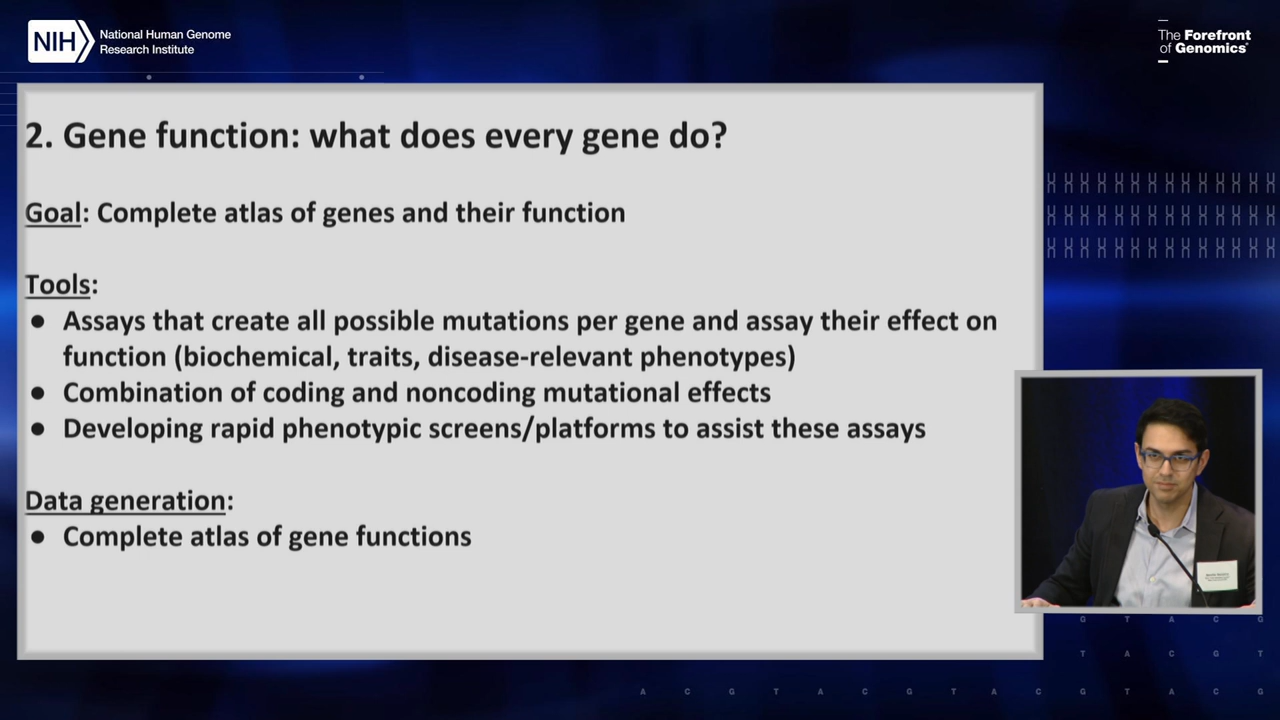 NIH
National Human Genome
Research Institute
The Forefront
of Genomics®
2. Gene function: what does every gene do?
Goal: Complete atlas of genes and their function
Tools:
● Assays that create all possible mutations per gene and assay their effect on
function (biochemical, traits, disease-relevant phenotypes)
● Combination of coding and noncoding mutational effects
● Developing rapid phenotypic screens/platforms to assist these assays
Data generation:
● Complete atlas of gene functions
G T A C G
T A C G T
A C G T A C G T A C G T A C G